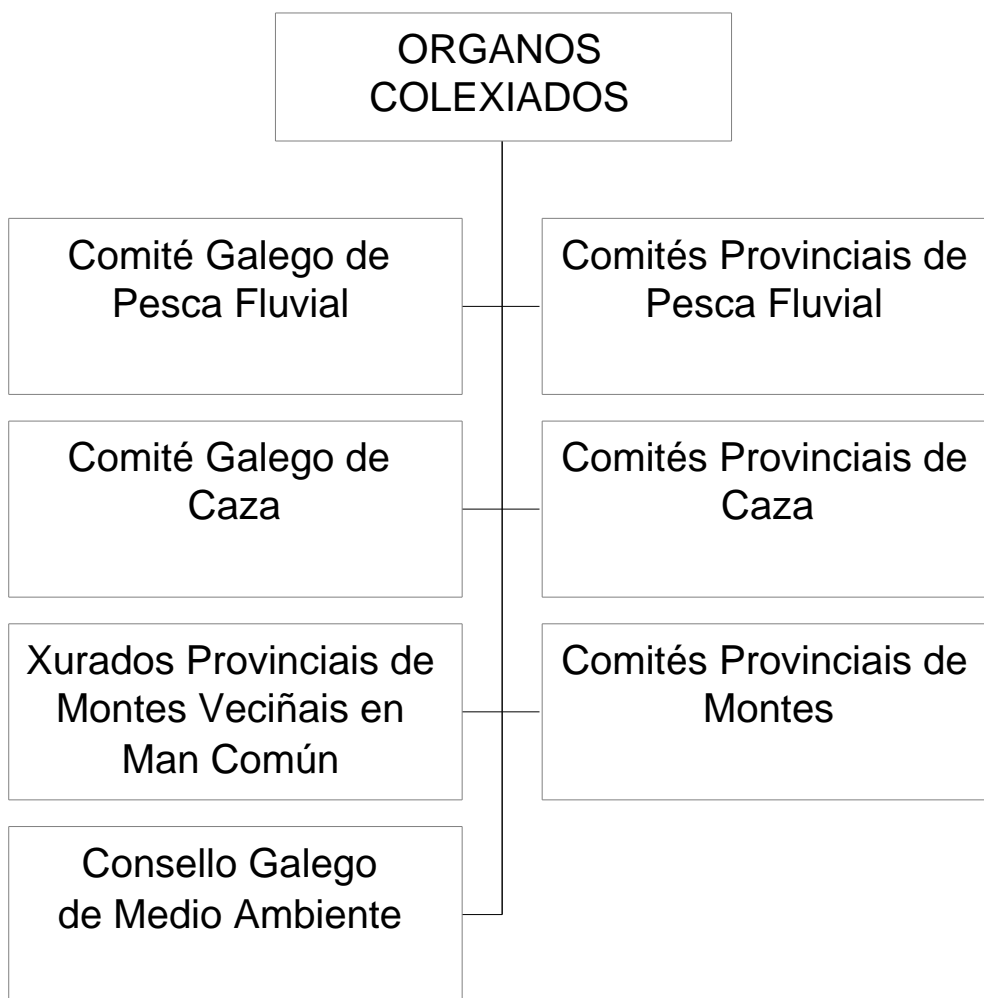 ORGANOS
COLEXIADOS
Comité Galego de
Pesca Fluvial
Comités Provinciais de
Pesca Fluvial
Comité Galego de
Caza
Comités Provinciais de
Caza
Xurados Provinciais de
Montes Veciñais en
Man Común
Comités Provinciais de
Montes
Consello Galego
de Medio Ambiente